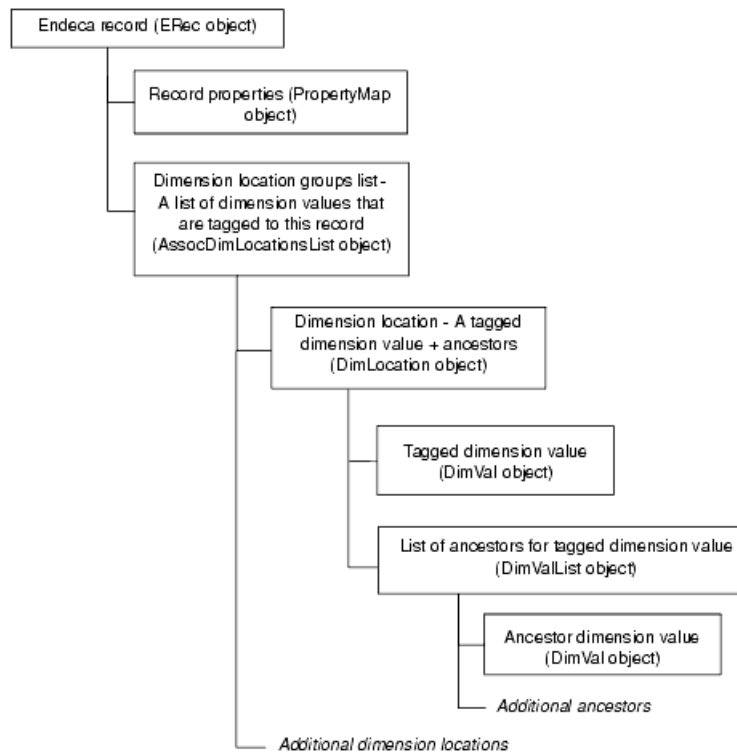 Endeca record (ERec object)
Record properties (PropertyMap
object)
Dimension location groups list -
A list of dimension values that
are tagged to this record
(AssocDimLocationsList object)
Dimension location - A tagged
dimension value + ancestors
(DimLocation object)
Tagged dimension value
(DimVal object)
List of ancestors for tagged dimension value
(DimValList object)
Ancestor dimension value
(DimVal object)
Additional ancestors
Additional dimension locations